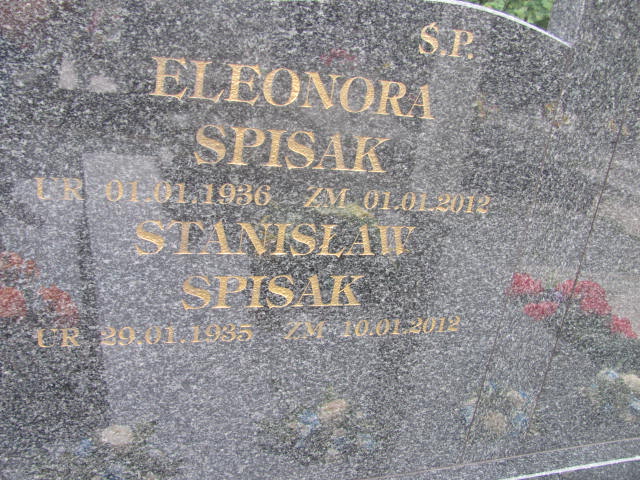 Ś.P.
ELEONORA
SPISAK
UR 01.01.1936 ZM 01.01.2012
STANISŁAW
SPISAK
UR 29.01.1935 ZM 10.01.2012